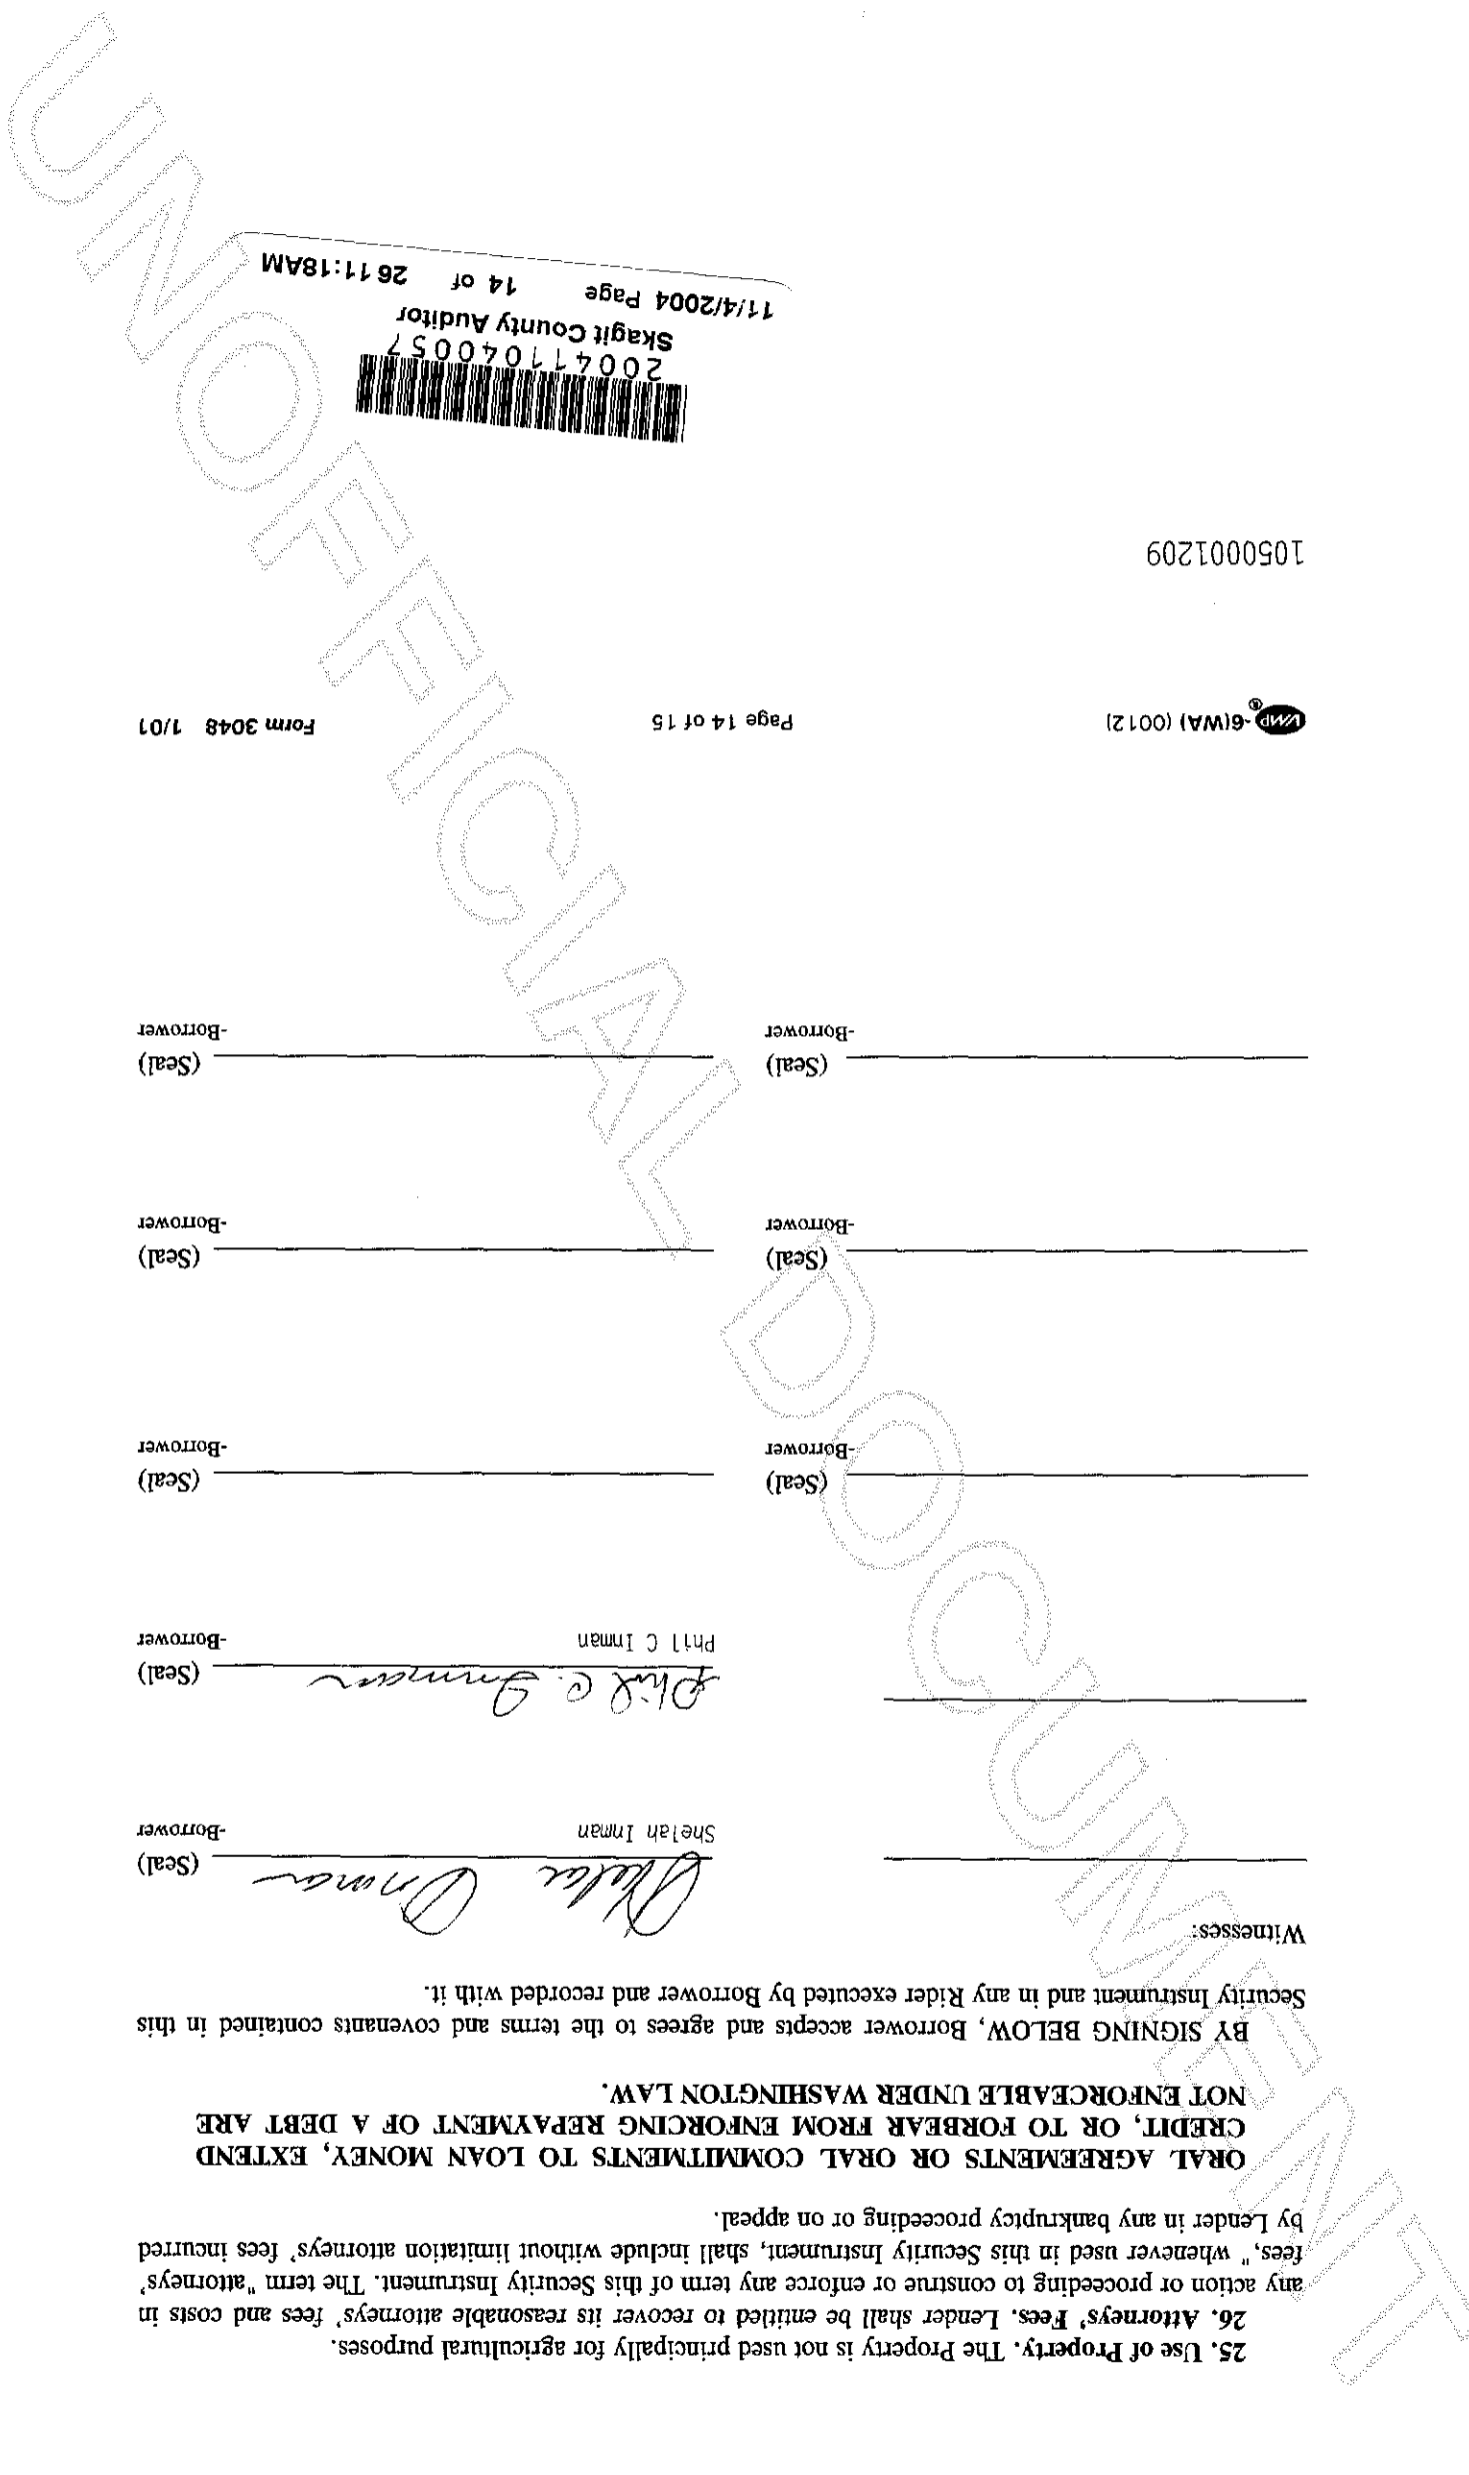 25. Use of Property. The Property is not used principally for agricultural purposes.
26. Attorneys' Fees. Lender shall be entitled to recover its reasonable attorneys' fees and costs in
any action or proceeding to construe or enforce any term of this Security Instrument. The term "attorneys'
fees," whenever used in this Security Instrument, shall include without limitation attorneys' fees incurred
by Lender in any bankruptcy proceeding or on appeal.
ORAL AGREEMENTS OR ORAL COMMITMENTS TO LOAN MONEY, EXTEND
CREDIT, OR TO FORBEAR FROM ENFORCING REPAYMENT OF A DEBT ARE
NOT ENFORCEABLE UNDER WASHINGTON LAW.
BY SIGNING BELOW, Borrower accepts and agrees to the terms and covenants contained in this
Security Instrument and in any Rider executed by Borrower and recorded with it.
Witnesses:
Shelah Inman (Seal)
Shelah Inman -Borrower
Phil C. Inman (Seal)
Phil C Inman -Borrower
(Seal) (Seal)
-Borrower -Borrower
(Seal) (Seal)
-Borrower -Borrower
(Seal) (Seal)
-Borrower -Borrower
VMP®-6(WA) (0012) Page 14 of 15 Form 3048 1/01
1050001209
200411040057
Skagit County Auditor
11/4/2004 Page 14 of 26 11:18AM
UNOFFICIAL DOCUMENT